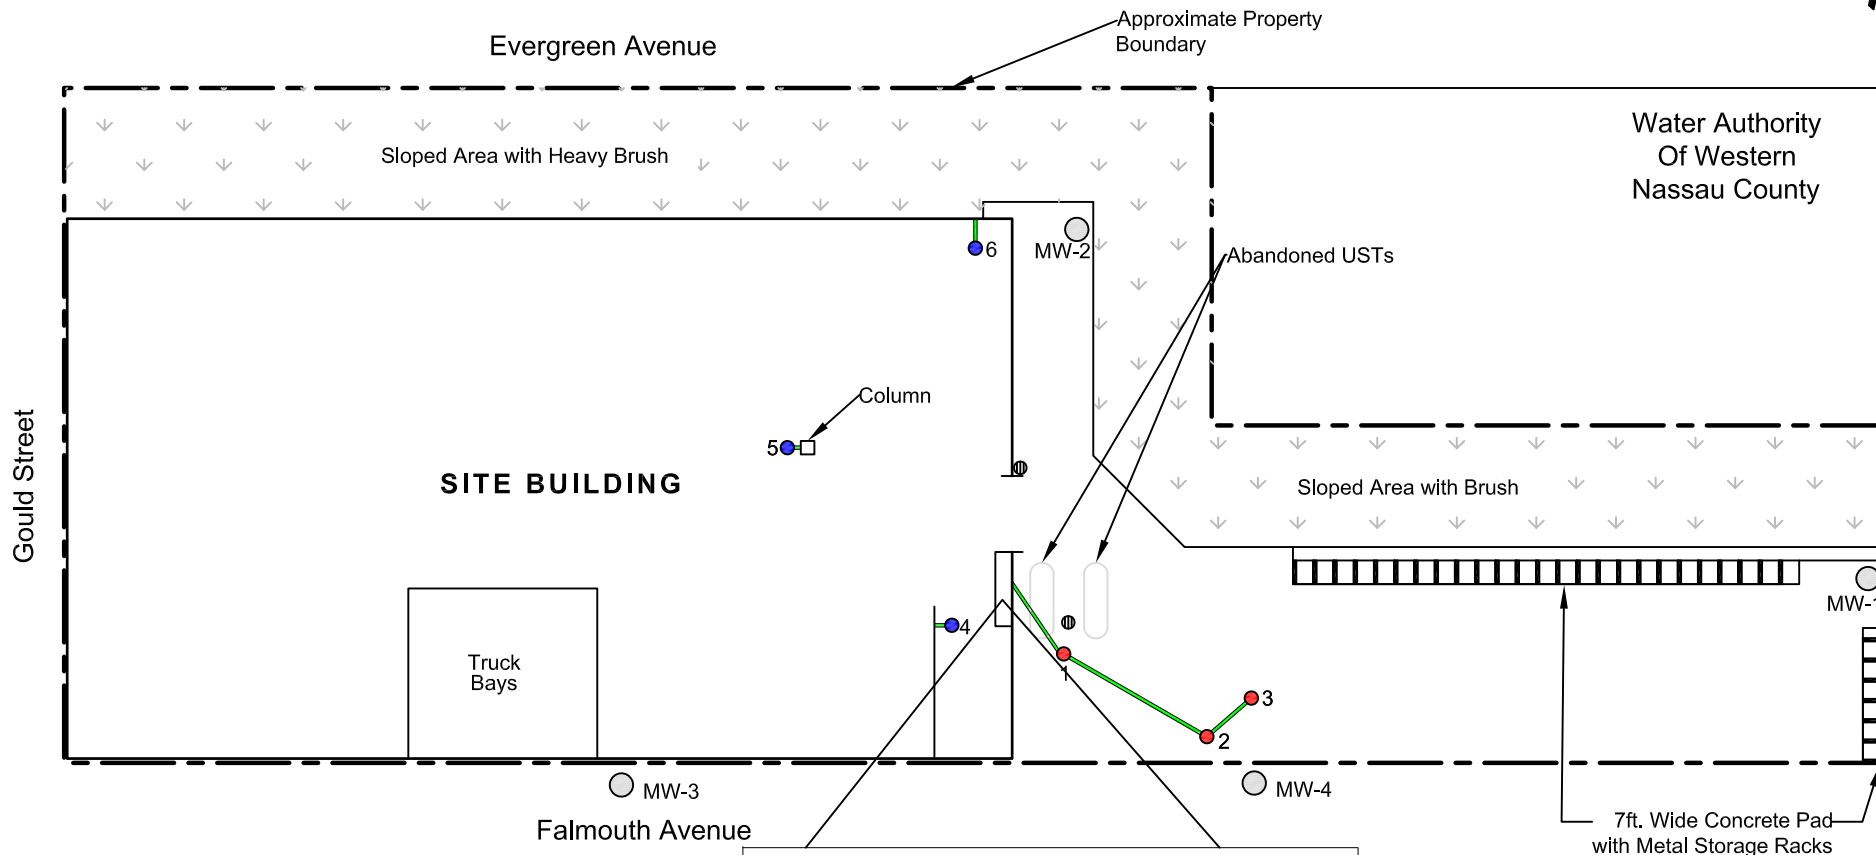 Approximate Property
Boundary
Evergreen Avenue
Water Authority
Of Western
Nassau County
Sloped Area with Heavy Brush
6
MW-2
Abandoned USTs
Column
5
Gould Street
SITE BUILDING
Sloped Area with Brush
MW-1
4
Truck
Bays
1
3
2
MW-3
MW-4
Falmouth Avenue
7ft. Wide Concrete Pad
with Metal Storage Racks